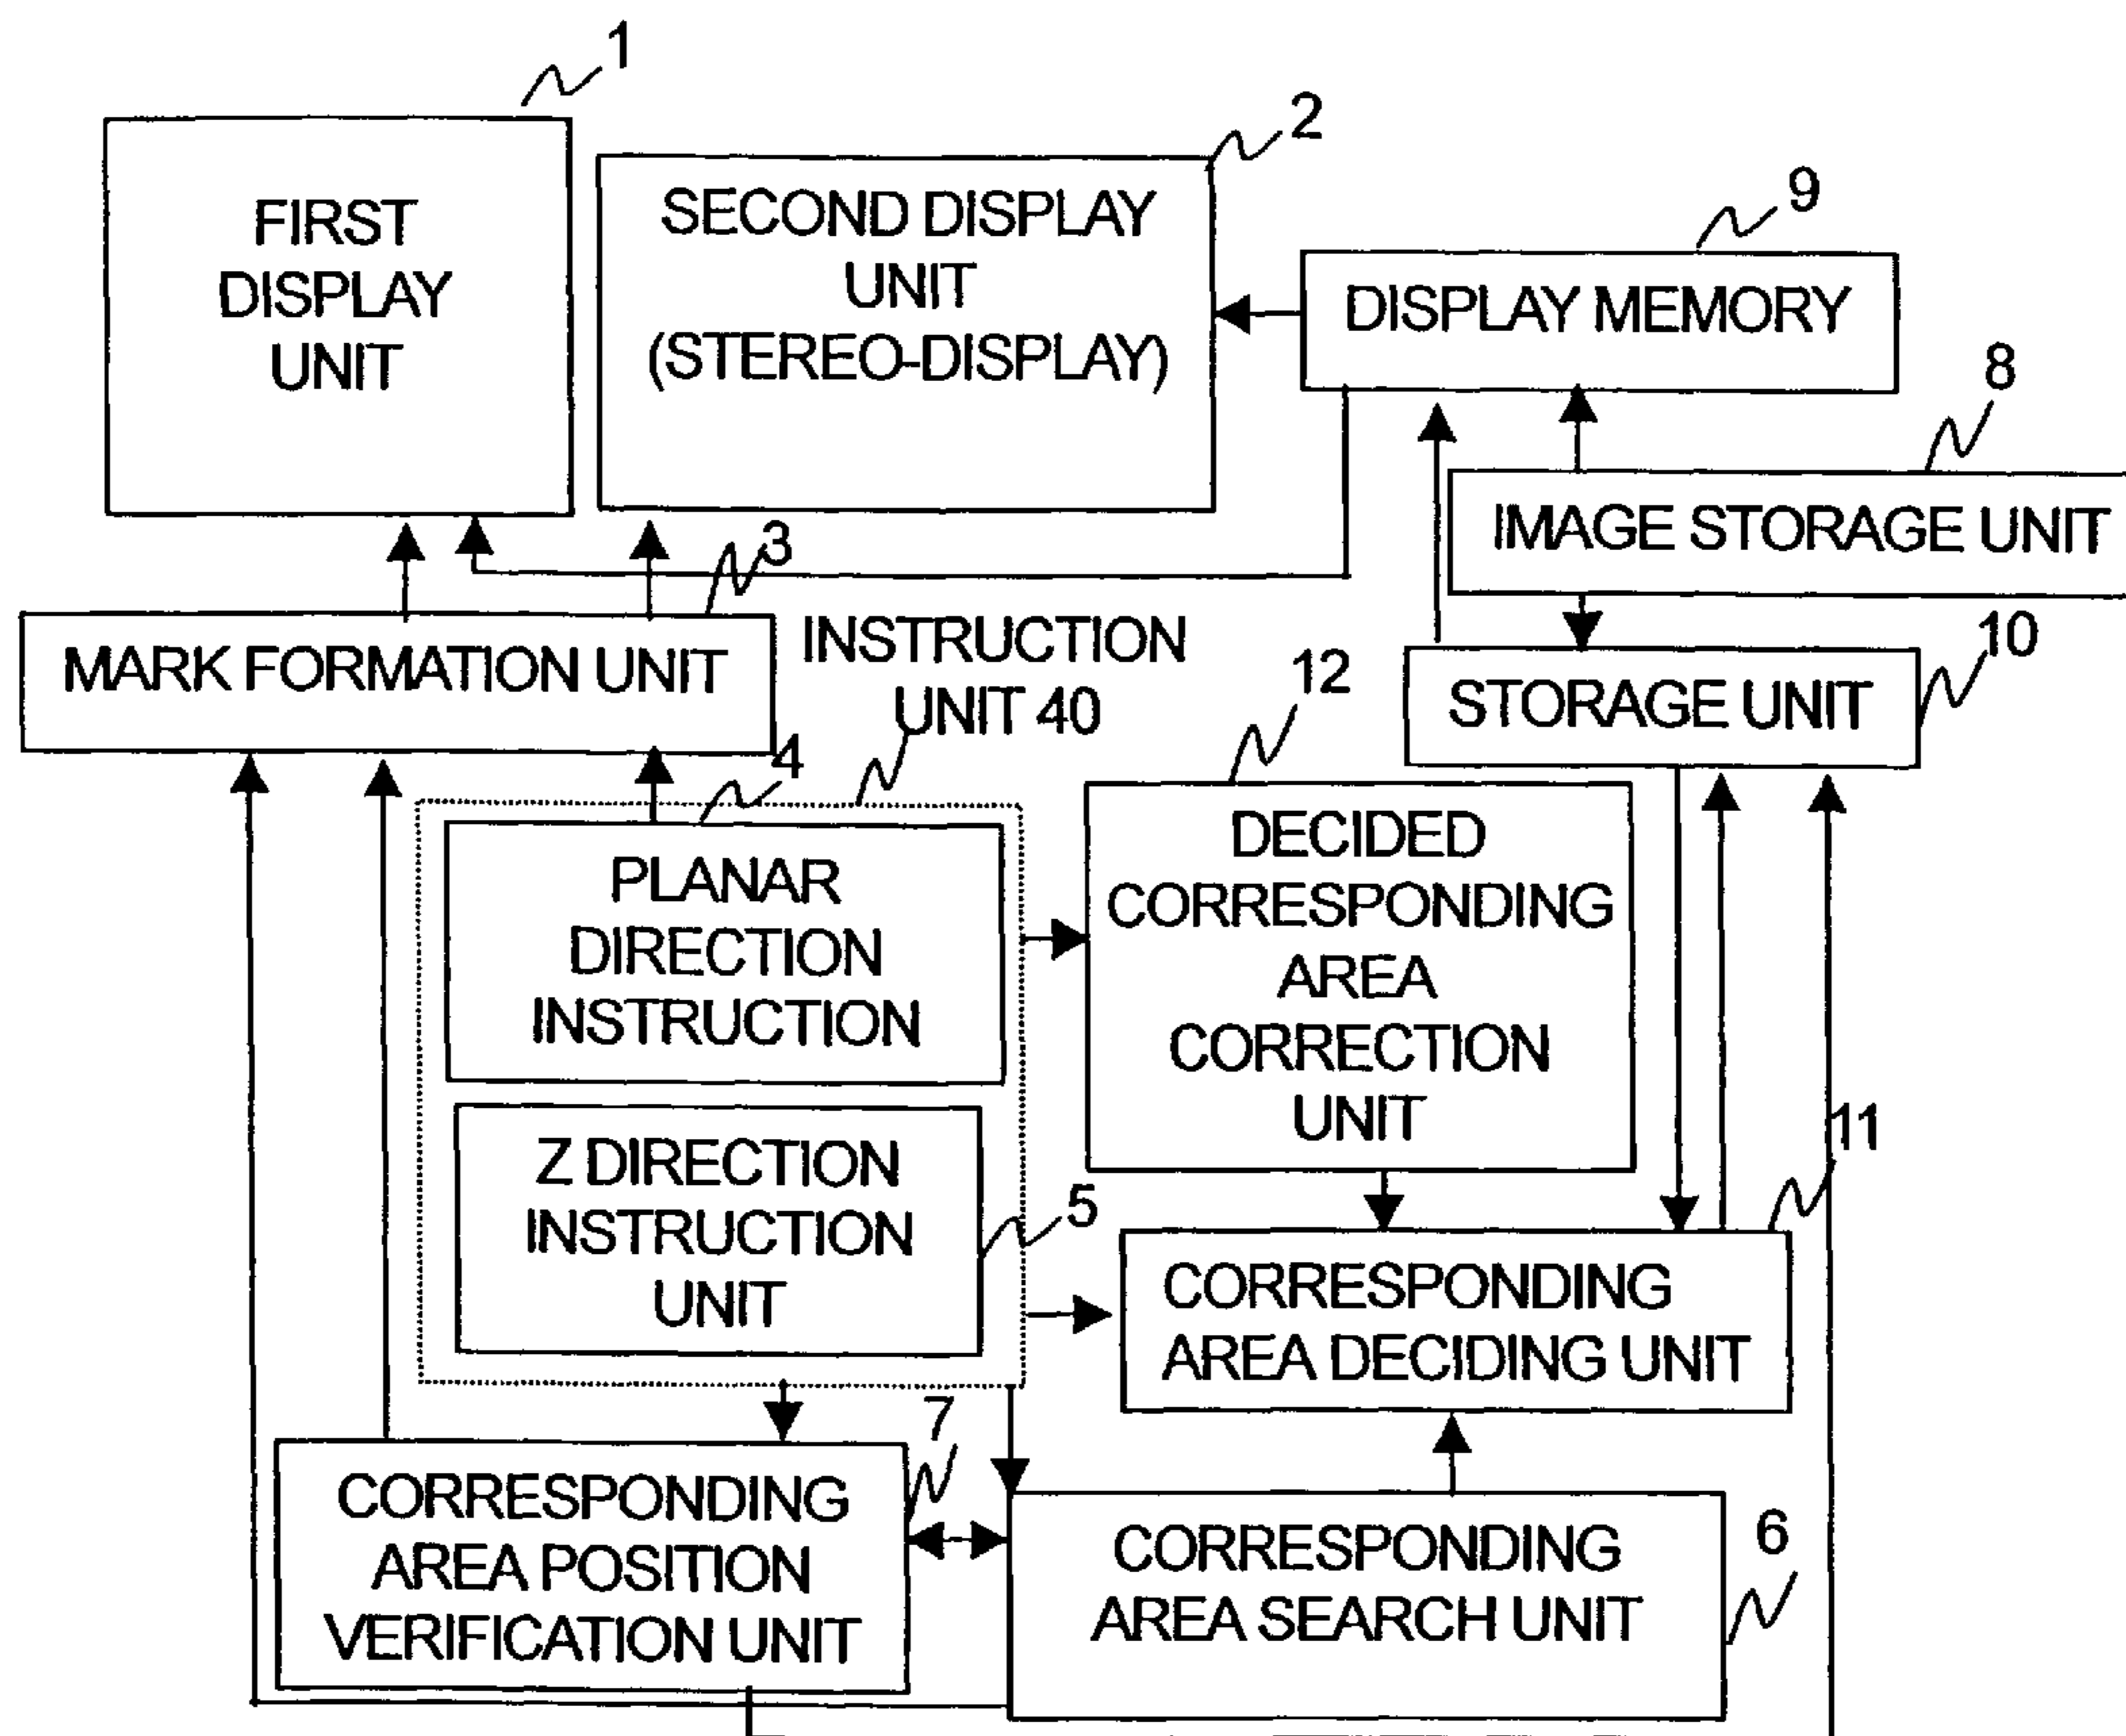 1
2
FIRST
DISPLAY
UNIT
SECOND DISPLAY
UNIT
(STEREO-DISPLAY)
9
DISPLAY MEMORY
8
IMAGE STORAGE UNIT
3
MARK FORMATION UNIT
INSTRUCTION
UNIT 40
12
10
STORAGE UNIT
4
PLANAR
DIRECTION
INSTRUCTION
DECIDED
CORRESPONDING
AREA
CORRECTION
UNIT
Z DIRECTION
INSTRUCTION
UNIT
5
11
CORRESPONDING
AREA DECIDING UNIT
7
CORRESPONDING
AREA POSITION
VERIFICATION UNIT
CORRESPONDING
AREA SEARCH UNIT
6